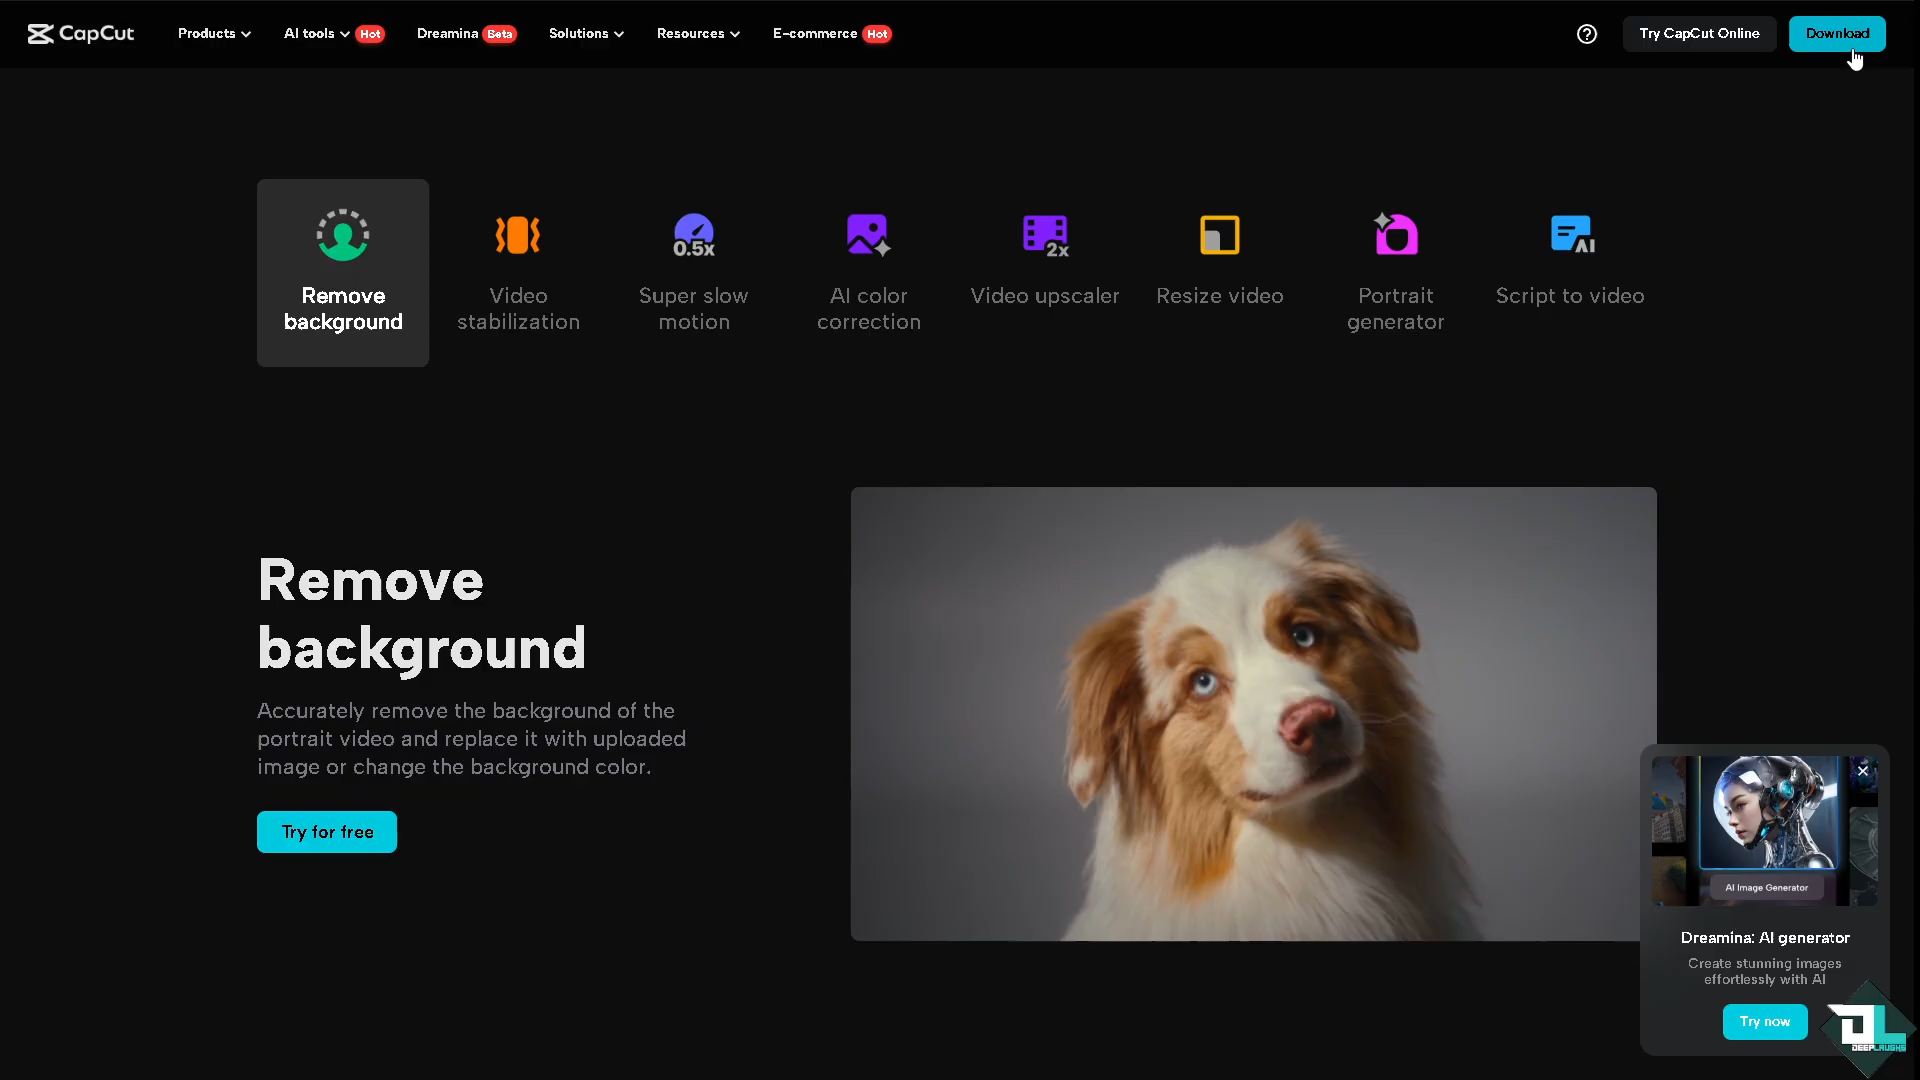 CapCut
Products
AI tools Hot
Dreamina Beta
Solutions
Resources
E-commerce Hot
Try CapCut Online
Download
Remove
background
Video
stabilization
0.5x
Super slow
motion
AI color
correction
2x
Video upscaler
Resize video
Portrait
generator
AI
Script to video
Remove
background
Accurately remove the background of the
portrait video and replace it with uploaded
image or change the background color.
Try for free
AI Image Generator
Dreamina: AI generator
Create stunning images
effortlessly with AI
Try now
DL
DEEPLAUGHS